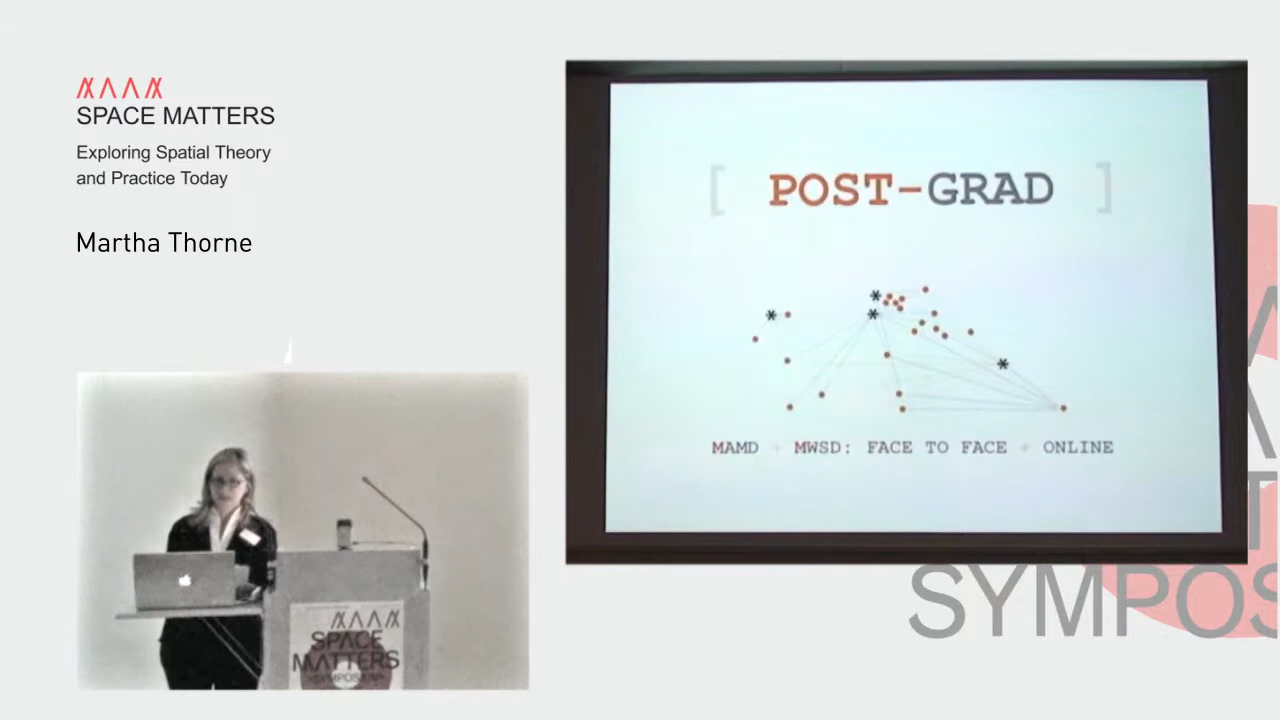 SPACE MATTERS
Exploring Spatial Theory
and Practice Today
Martha Thorne
[ POST-GRAD ]
MAMD + MWSD: FACE TO FACE + ONLINE
SPACE
MATTERS
SYMPOS